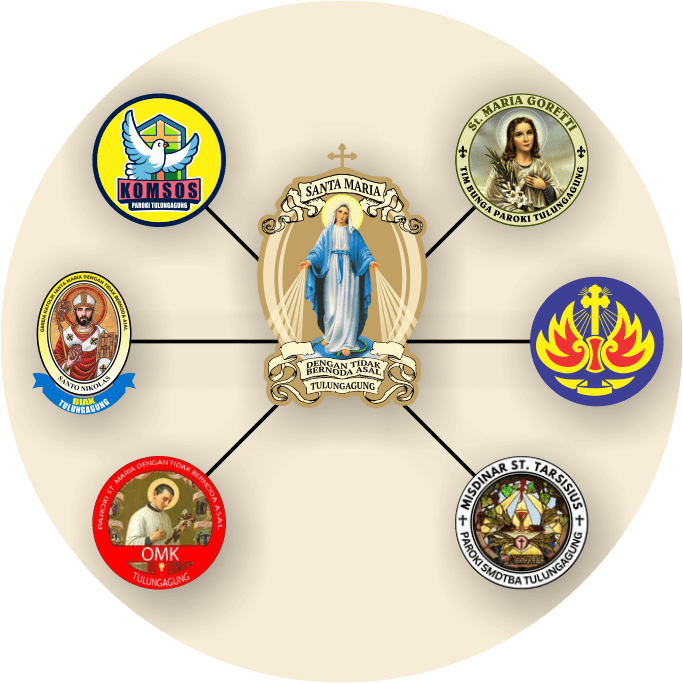 KOMSOS
PAROKI TULUNGAGUNG
St. MARIA GORETTI
TIM BUNGA PAROKI TULUNGAGUNG
SANTA MARIA
DENGAN TIDAK
BERNODA ASAL
TULUNGAGUNG
GEREJA KATOLIK SANTA MARIA DENGAN TIDAK BERNODA ASAL
SANTO NIKOLAS
BIAK
TULUNGAGUNG
PAROKI ST. MARIA DENGAN TIDAK BERNODA ASAL
OMK
TULUNGAGUNG
MISDINAR ST. TARSISIUS
PAROKI SMDTBA TULUNGAGUNG